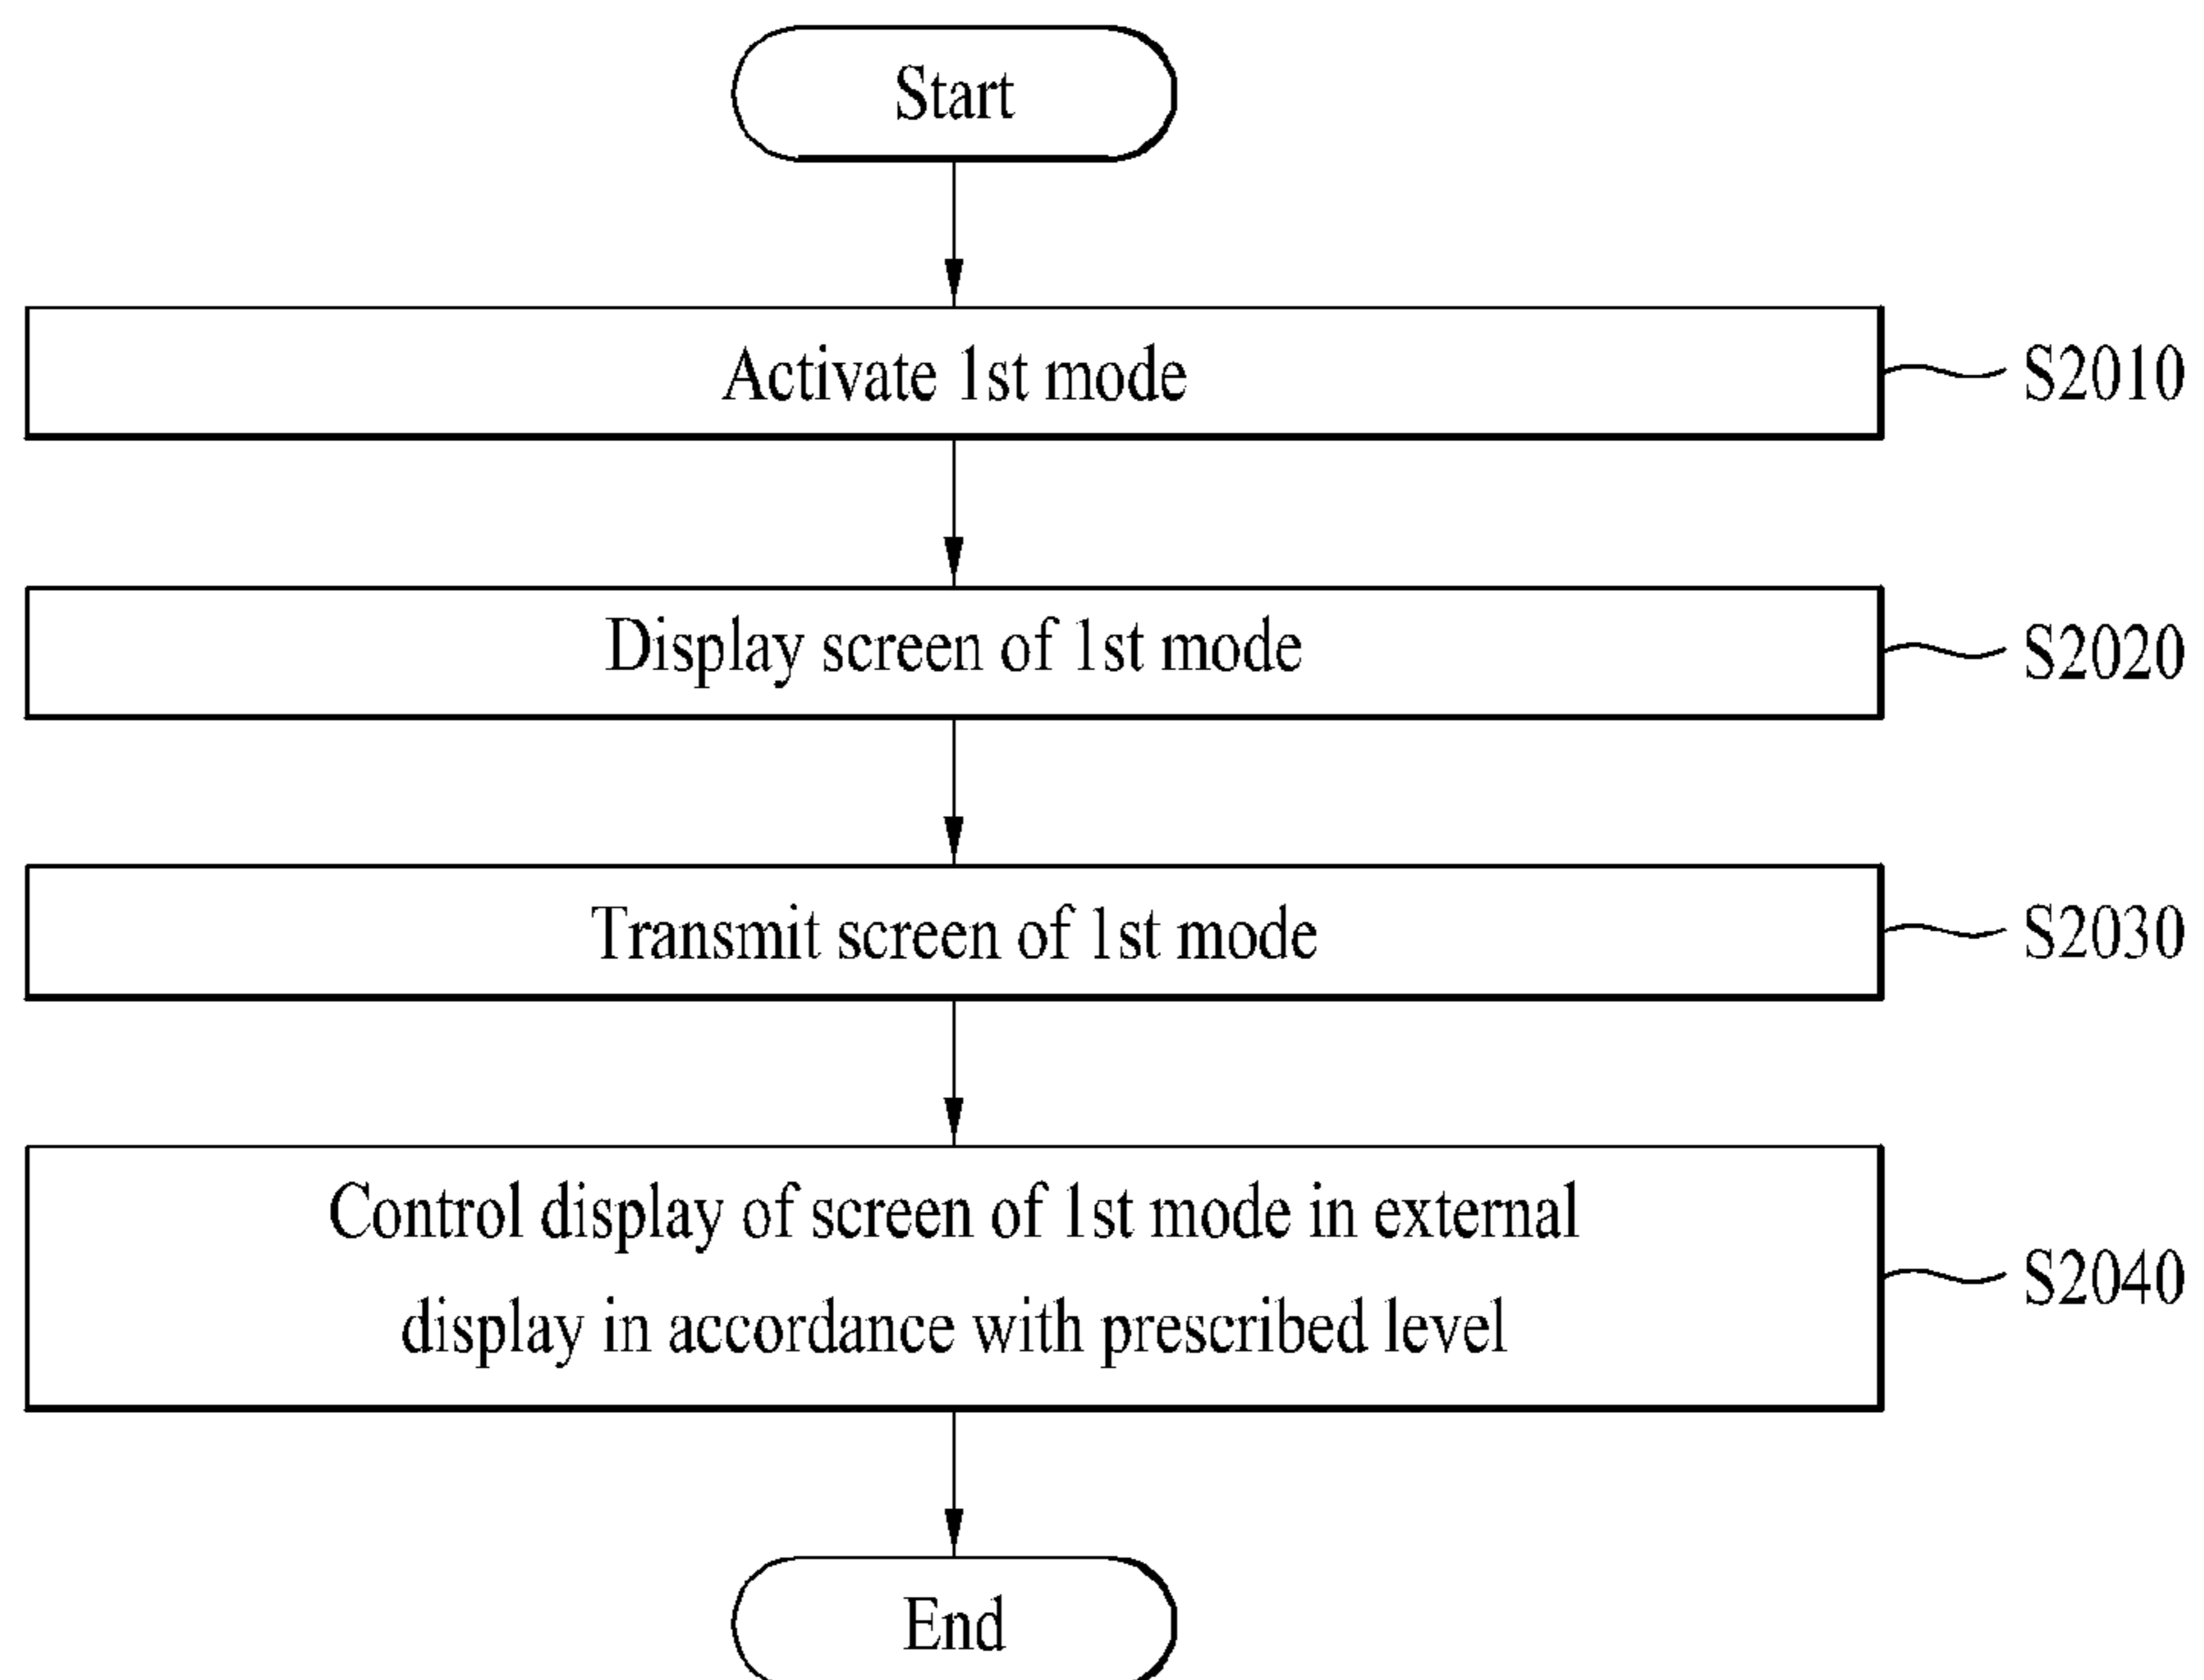 Start
Activate 1st mode
S2010
Display screen of 1st mode
S2020
Transmit screen of 1st mode
S2030
Control display of screen of 1st mode in external
display in accordance with prescribed level
S2040
End